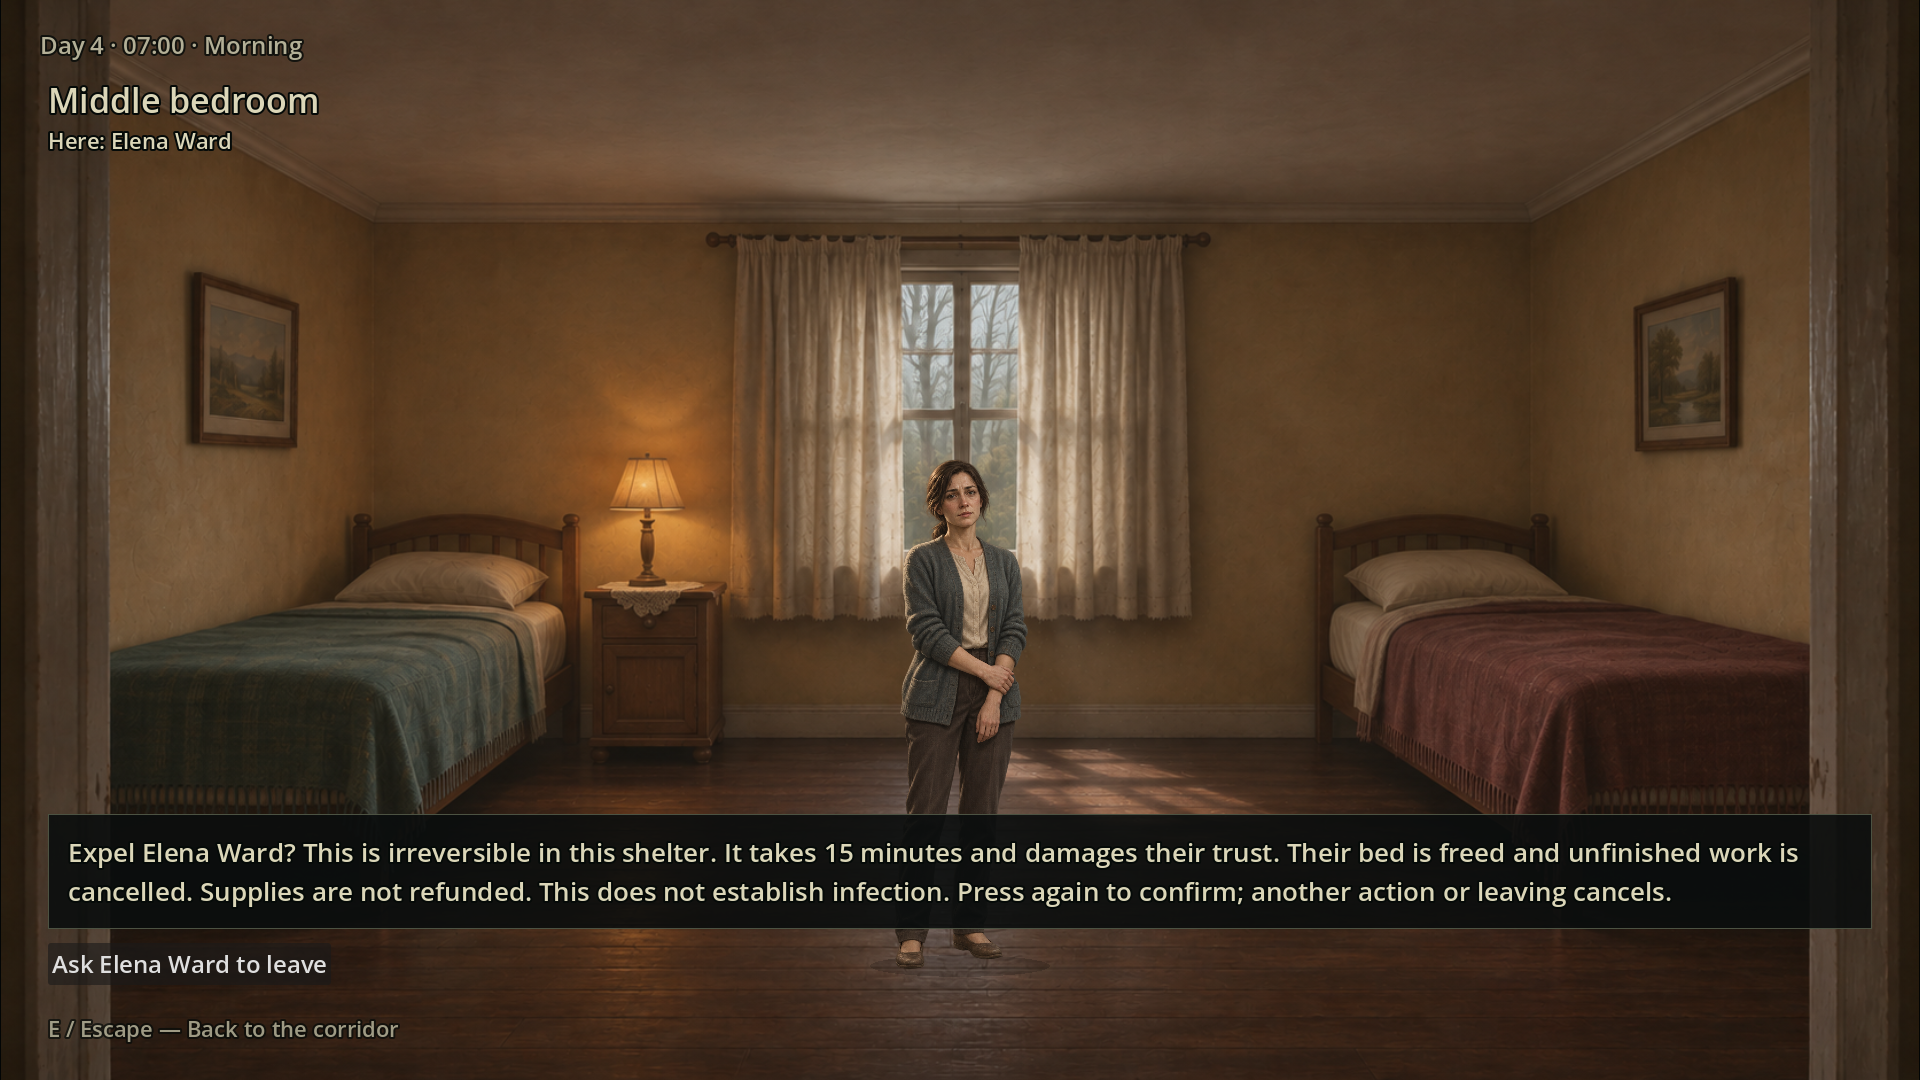 Day 4 · 07:00 · Morning
Middle bedroom
Here: Elena Ward
Expel Elena Ward? This is irreversible in this shelter. It takes 15 minutes and damages their trust. Their bed is freed and unfinished work is
cancelled. Supplies are not refunded. This does not establish infection. Press again to confirm; another action or leaving cancels.
Ask Elena Ward to leave
E / Escape — Back to the corridor